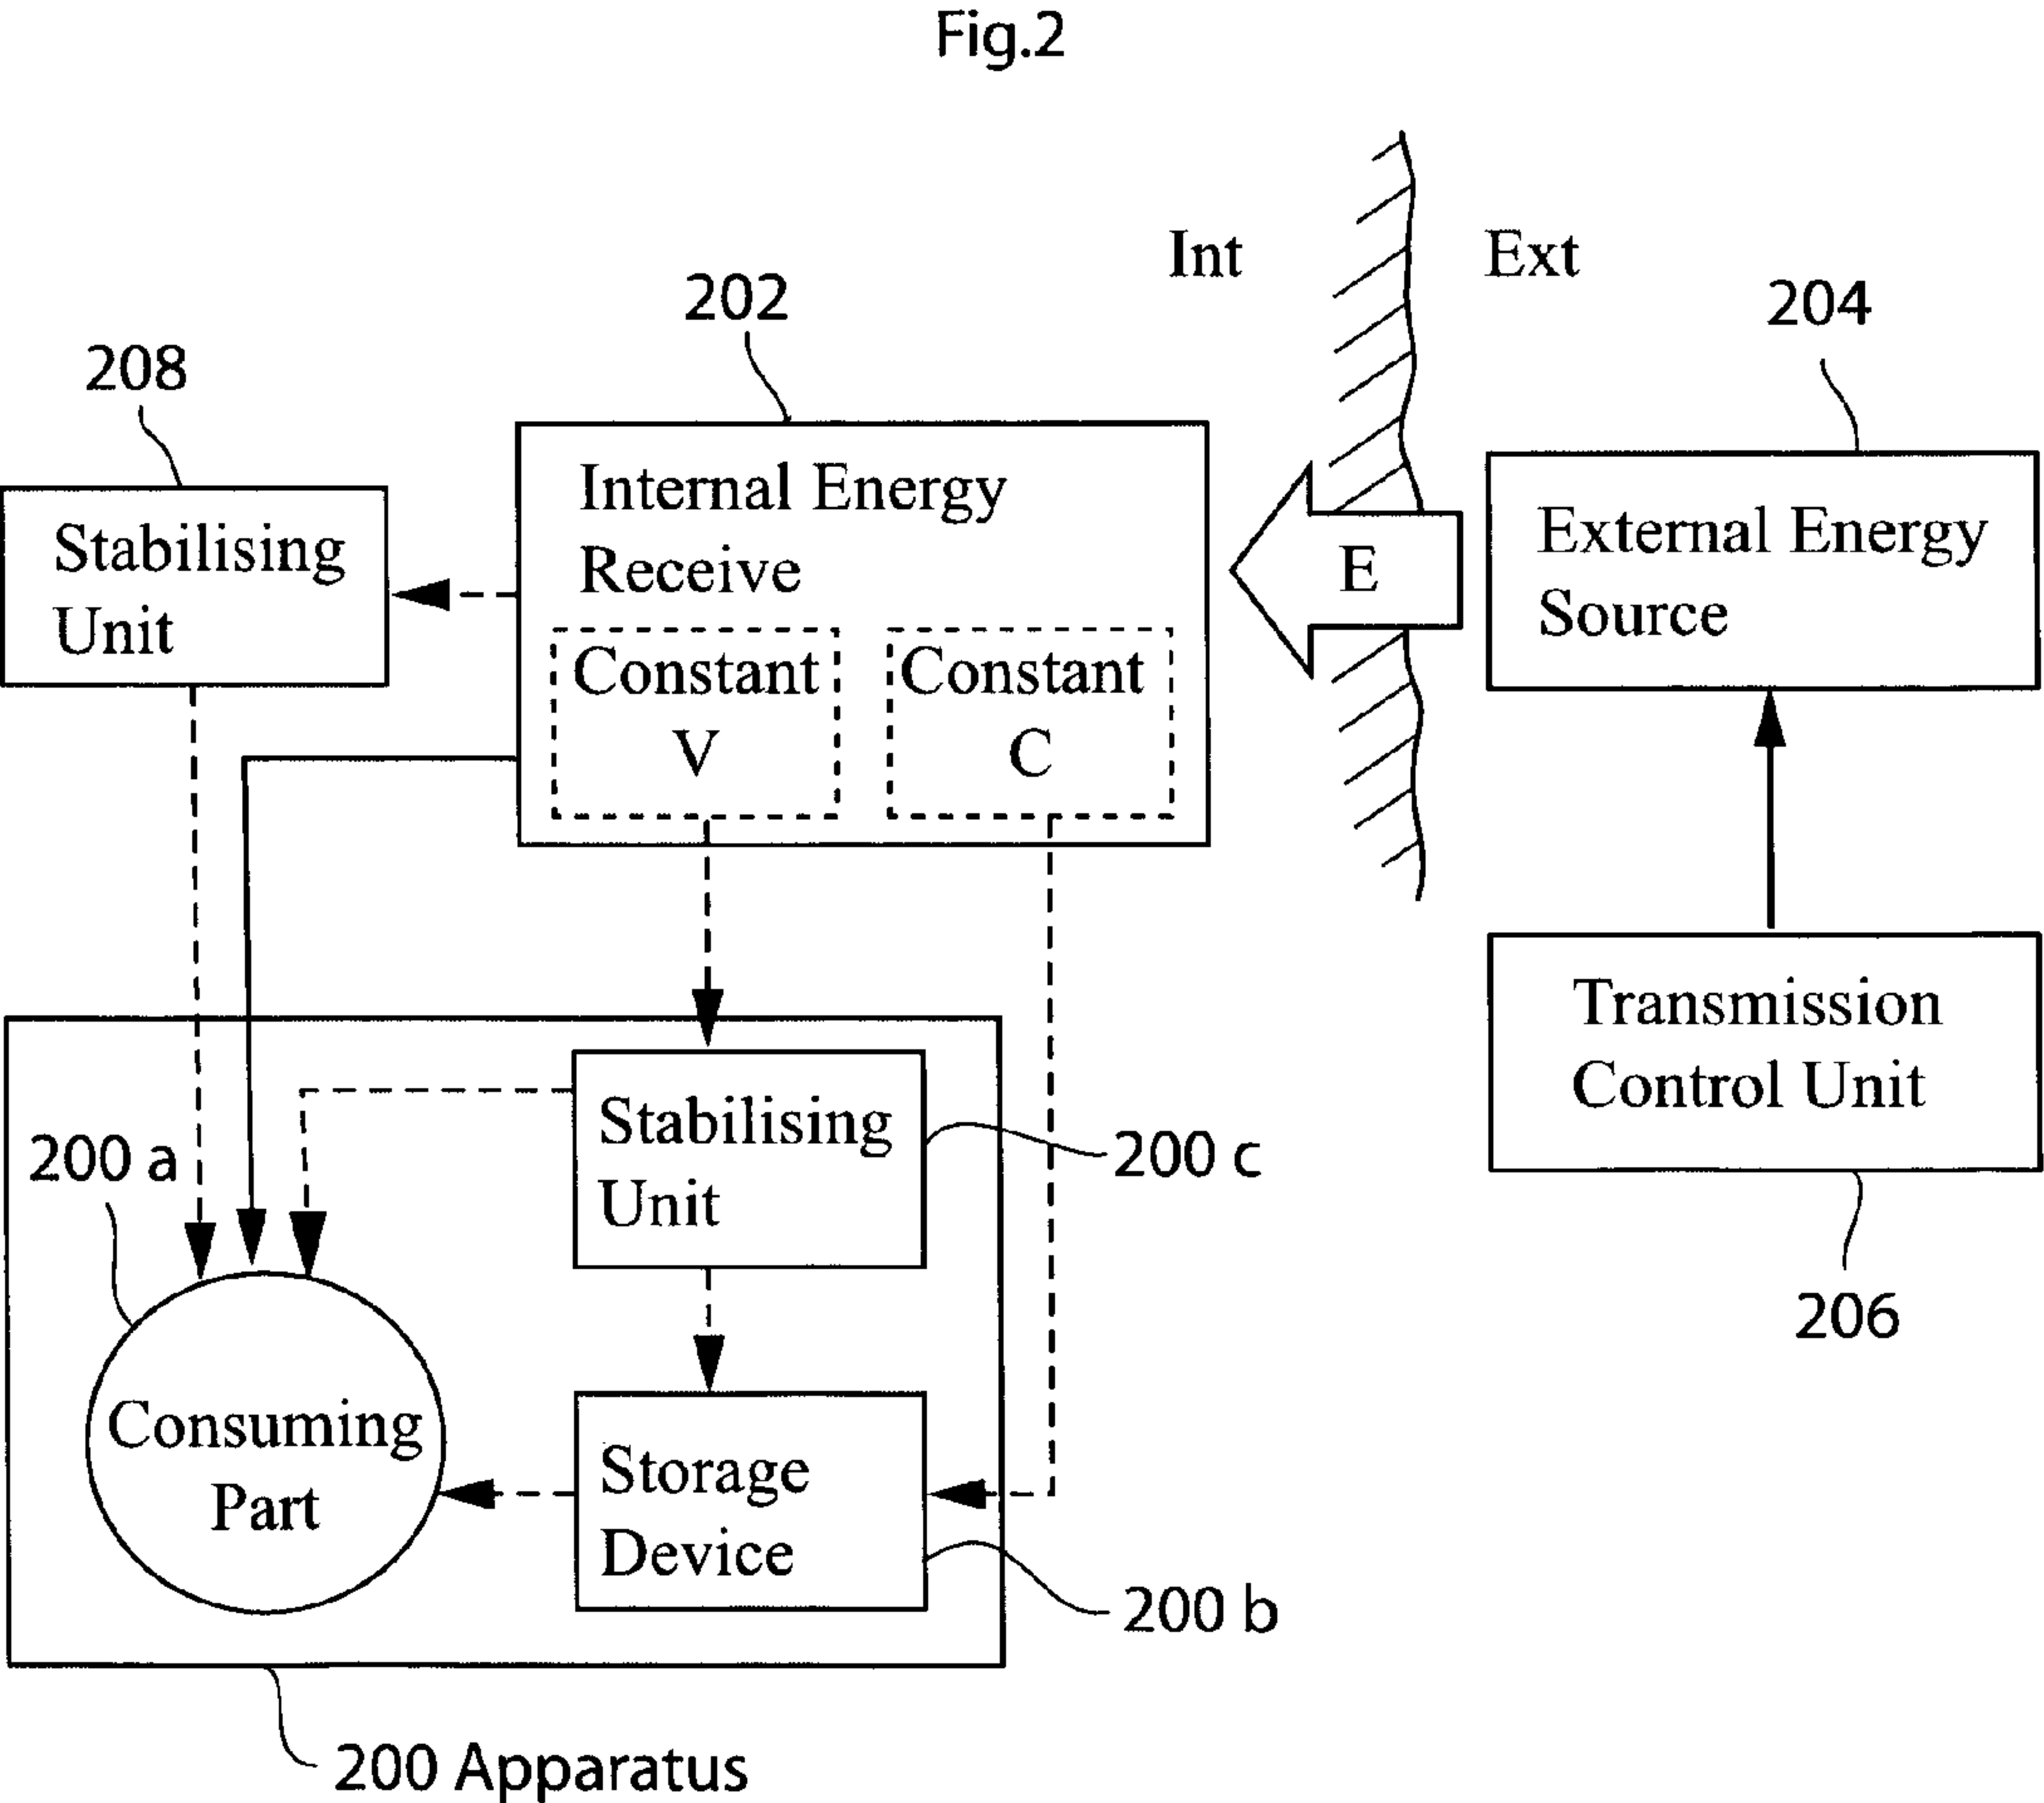 Fig.2
Int
Ext
202
204
208
Internal Energy
Receive
External Energy
Source
Stabilising
Unit
E
Constant
V
Constant
C
Transmission
Control Unit
200 a
Stabilising
Unit
200 c
206
Consuming
Part
Storage
Device
200 b
200 Apparatus